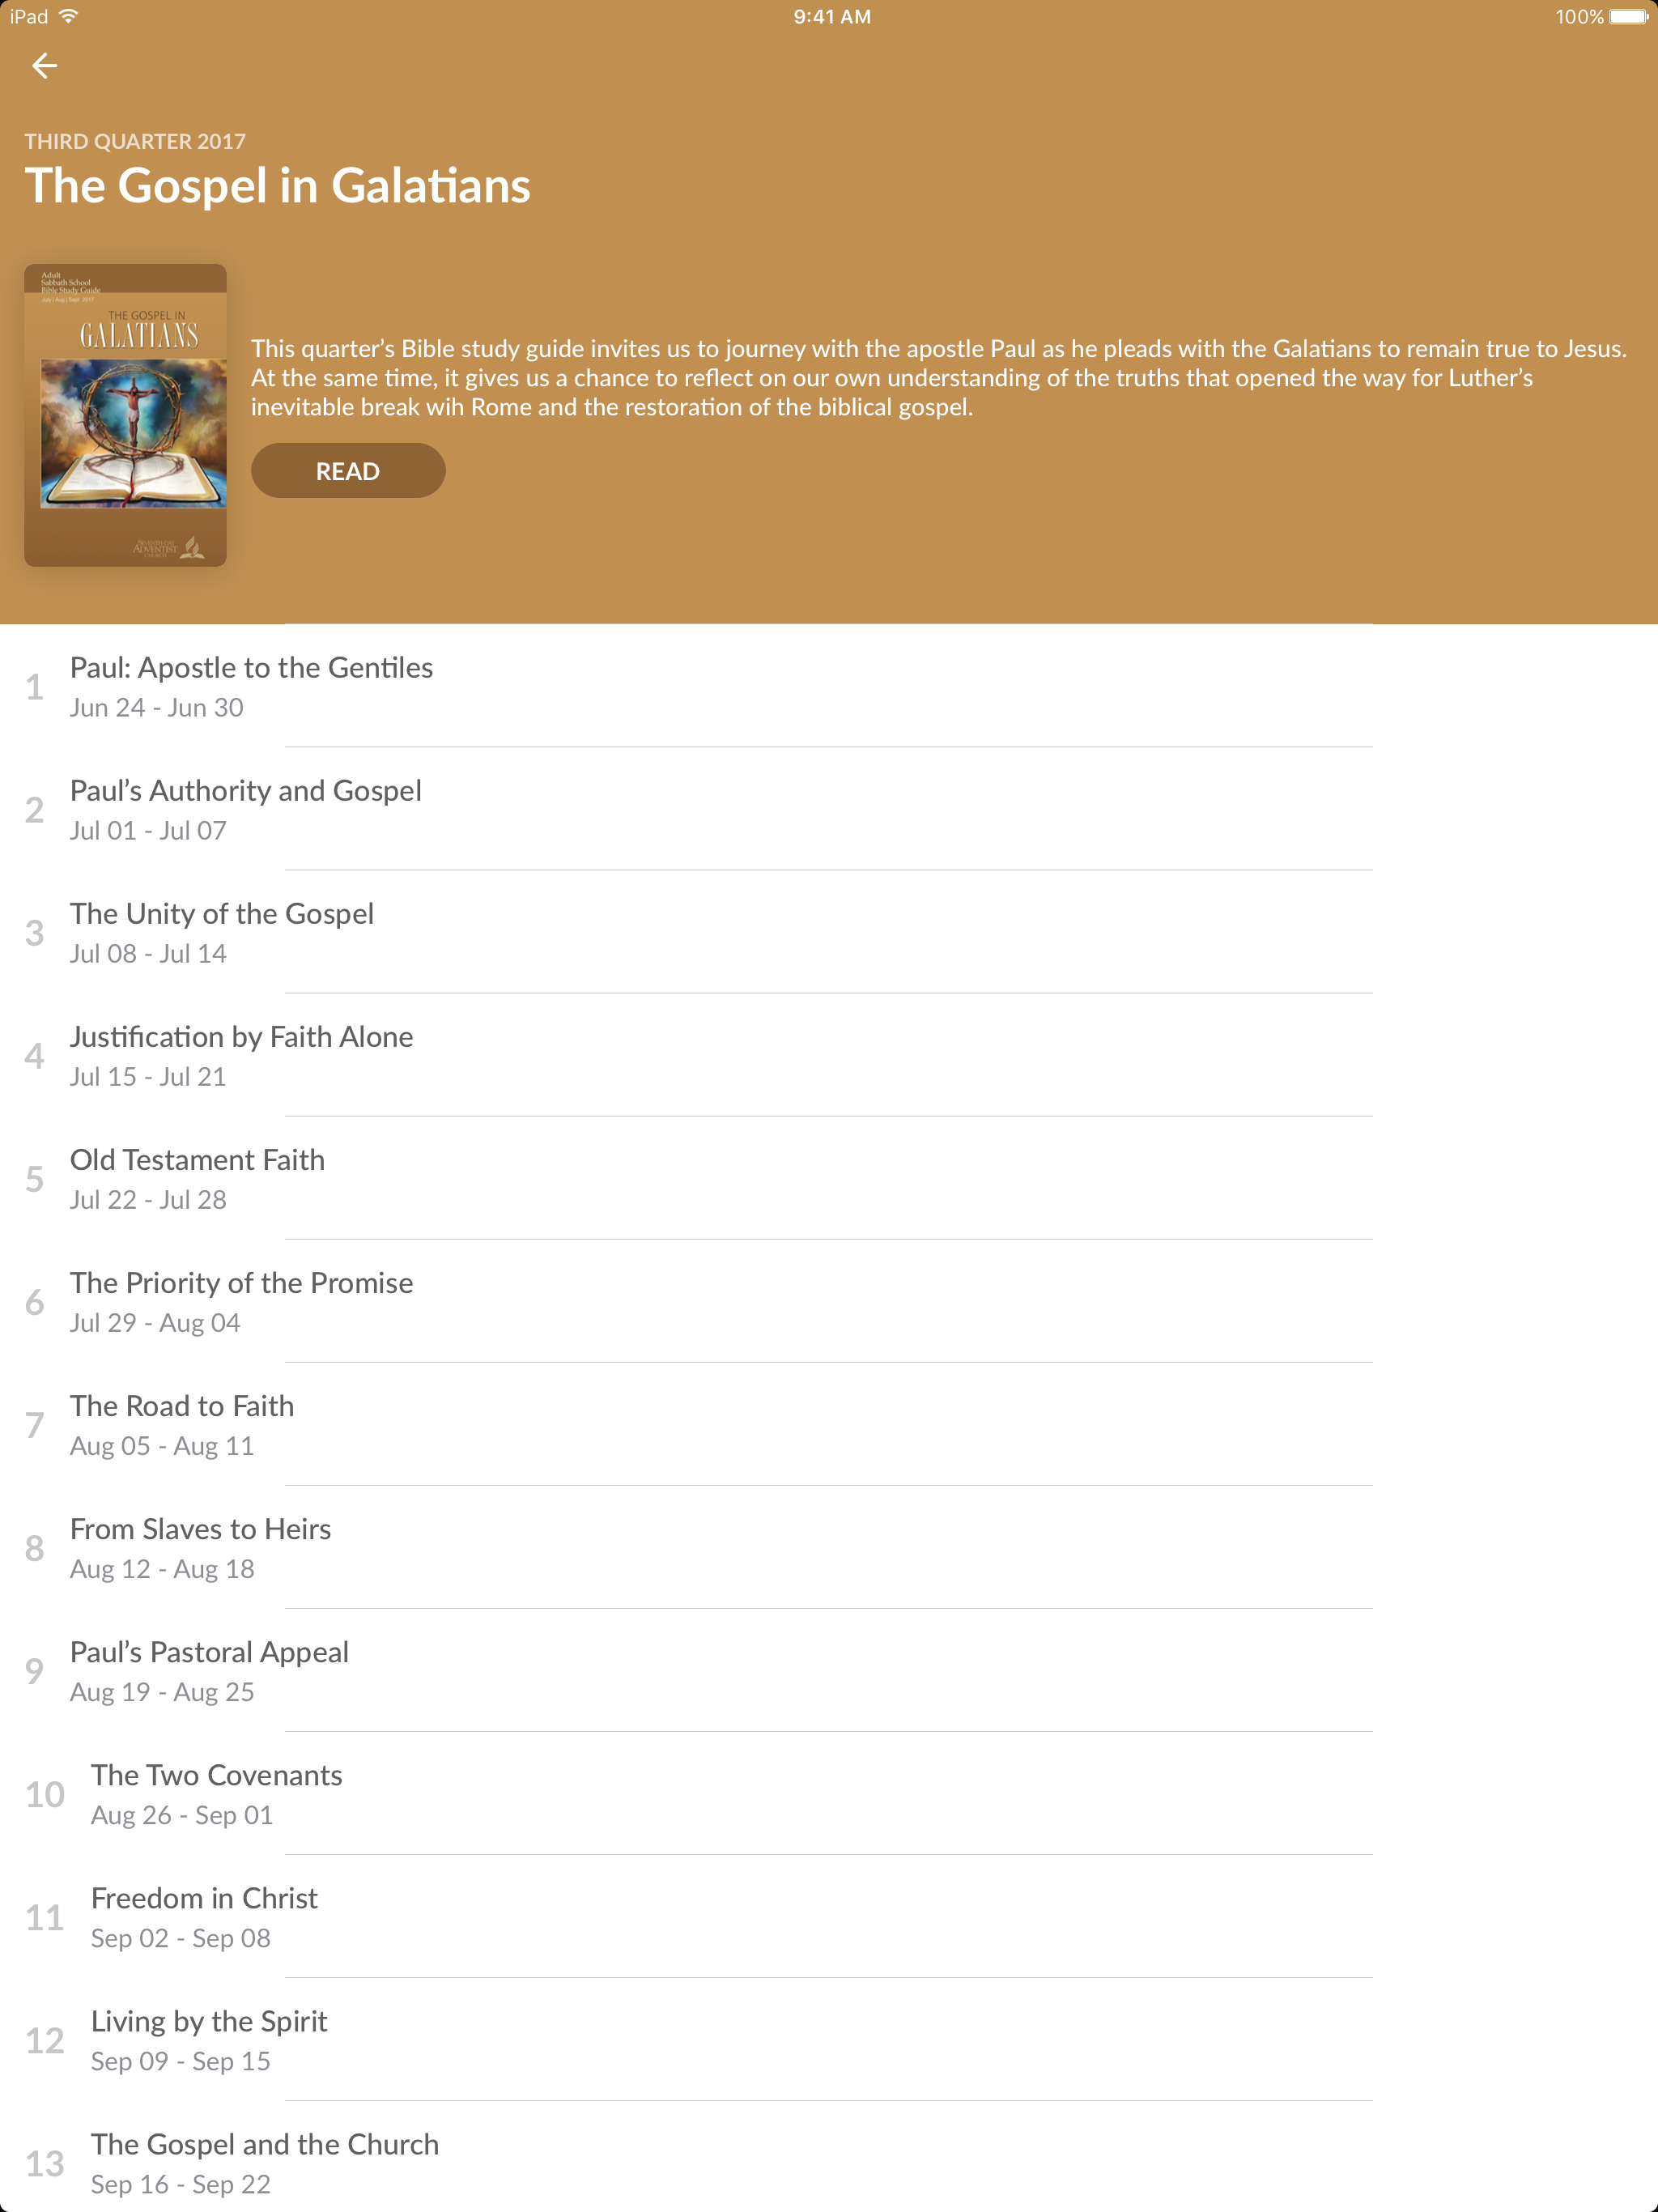 iPad 9:41 AM 100%
THIRD QUARTER 2017
The Gospel in Galatians
Adult
Sabbath School
Bible Study Guide
July | Aug | Sept 2017
THE GOSPEL IN
GALATIANS
SEVENTH-DAY
ADVENTIST
CHURCH
This quarter’s Bible study guide invites us to journey with the apostle Paul as he pleads with the Galatians to remain true to Jesus.
At the same time, it gives us a chance to reflect on our own understanding of the truths that opened the way for Luther’s
inevitable break wih Rome and the restoration of the biblical gospel.
READ
1
Paul: Apostle to the Gentiles
Jun 24 - Jun 30
2
Paul’s Authority and Gospel
Jul 01 - Jul 07
3
The Unity of the Gospel
Jul 08 - Jul 14
4
Justification by Faith Alone
Jul 15 - Jul 21
5
Old Testament Faith
Jul 22 - Jul 28
6
The Priority of the Promise
Jul 29 - Aug 04
7
The Road to Faith
Aug 05 - Aug 11
8
From Slaves to Heirs
Aug 12 - Aug 18
9
Paul’s Pastoral Appeal
Aug 19 - Aug 25
10
The Two Covenants
Aug 26 - Sep 01
11
Freedom in Christ
Sep 02 - Sep 08
12
Living by the Spirit
Sep 09 - Sep 15
13
The Gospel and the Church
Sep 16 - Sep 22